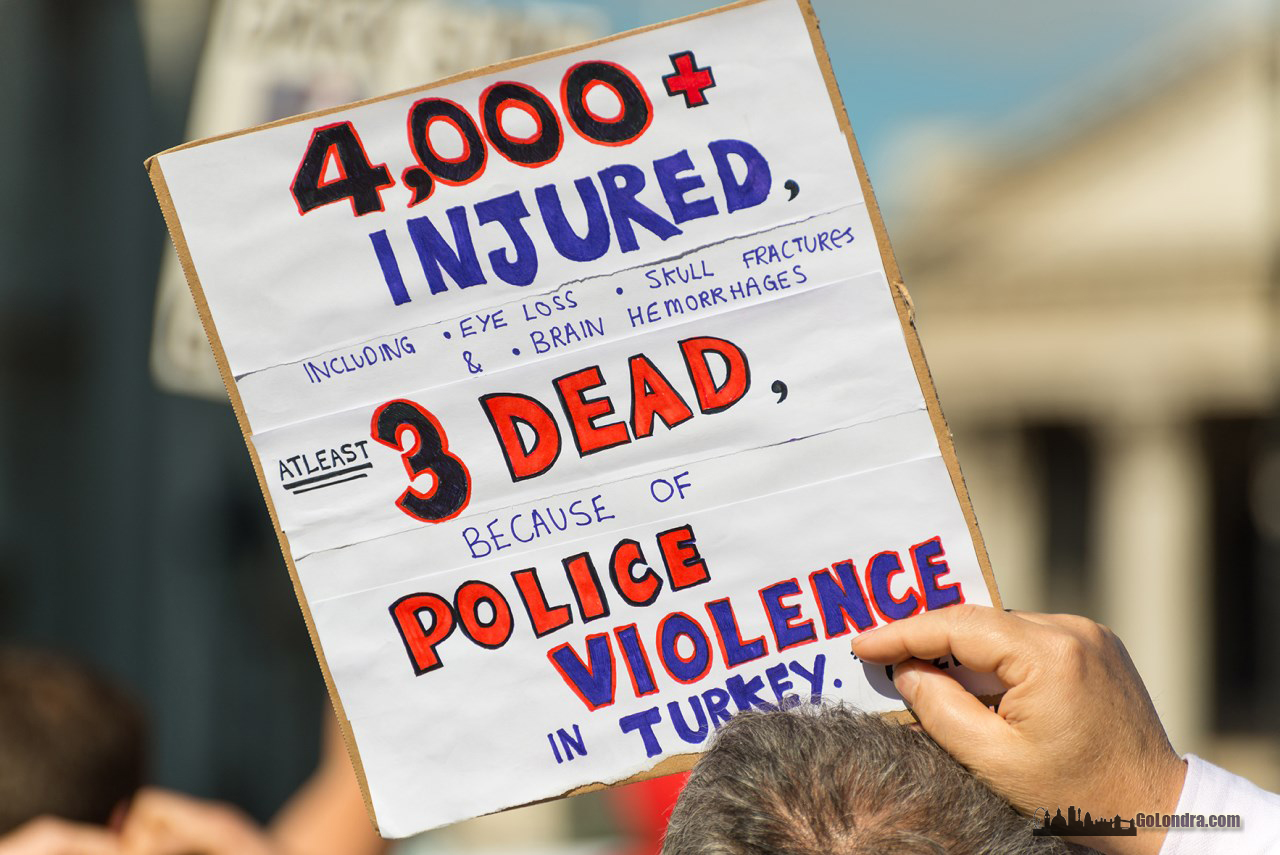 4,000+
INJURED,
INCLUDING • EYE LOSS • SKULL FRACTURES
& • BRAIN HEMORRHAGES
ATLEAST 3 DEAD,
BECAUSE OF
POLICE
VIOLENCE
IN TURKEY.
GoLondra.com